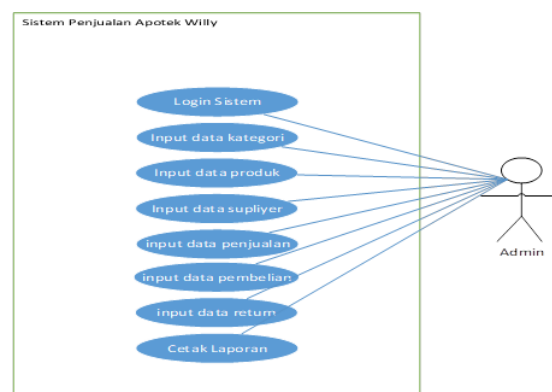 Sistem Penjualan Apotek Willy
Login Sistem
Input data kategori
Input data produk
Input data supliyer
input data penjualan
input data pembelian
input data return
Cetak Laporan
Admin